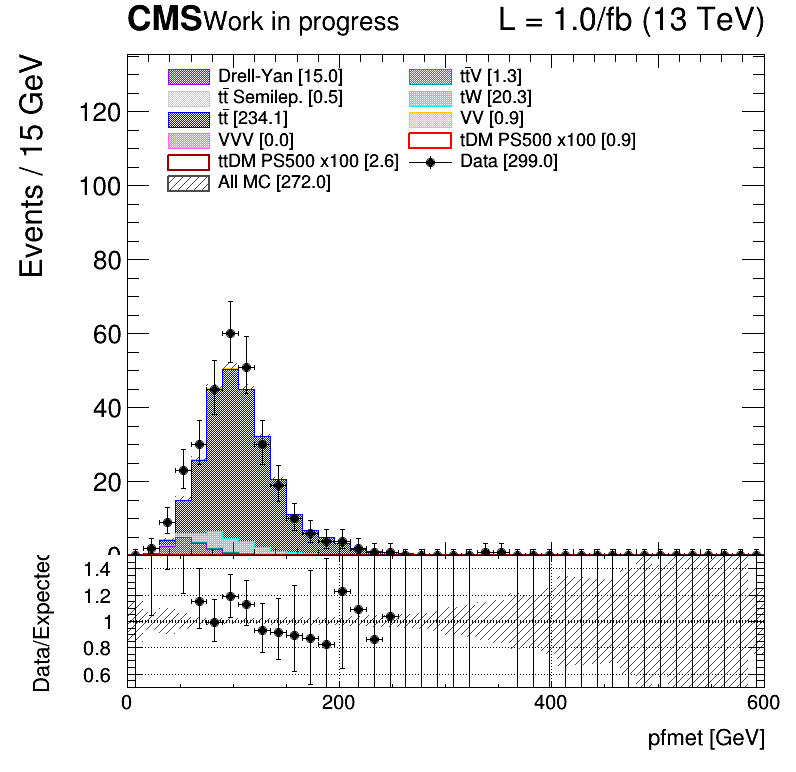 CMS Work in progress L = 1.0/fb (13 TeV)
Events / 15 GeV
Drell-Yan [15.0] tt̄V [1.3]
tt̄ Semilep. [0.5] tW [20.3]
tt̄ [234.1] VV [0.9]
VVV [0.0] tDM PS500 x100 [0.9]
ttDM PS500 x100 [2.6] Data [299.0]
All MC [272.0]
120
100
80
60
40
20
0
Data/Expected
1.4
1.2
1
0.8
0.6
0 200 400 600
pfmet [GeV]